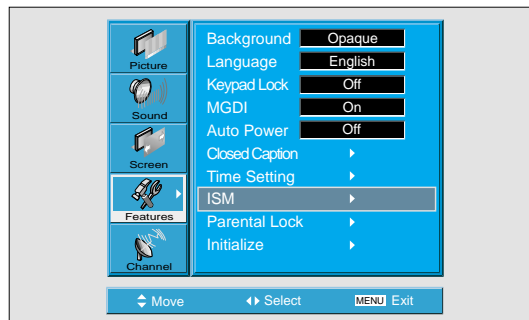 Picture
Sound
Screen
Features
Channel
Background Opaque
Language English
Keypad Lock Off
MGDI On
Auto Power Off
Closed Caption
Time Setting
ISM
Parental Lock
Initialize
Move Select MENU Exit